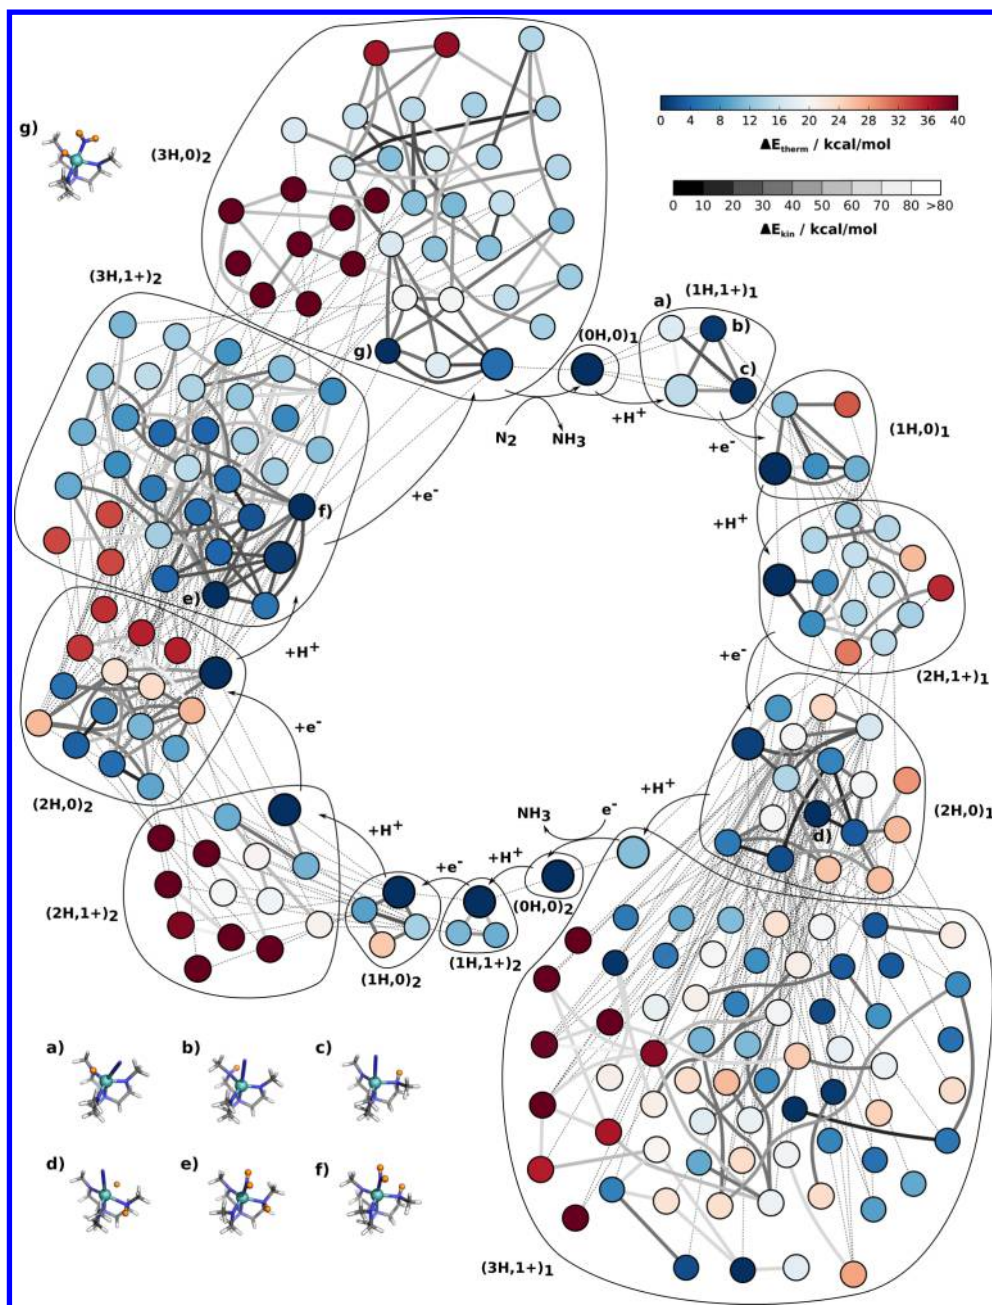 g)
(3H,0)2
0 4 8 12 16 20 24 28 32 36 40
ΔEtherm / kcal/mol
0 10 20 30 40 50 60 70 80 >80
ΔEkin / kcal/mol
(3H,1+)2
(1H,1+)1
a)
b)
(0H,0)1
g)
c)
+H+
N2
NH3
+e-
(1H,0)1
+e-
f)
+H+
e)
+H+
+e-
(2H,1+)1
+e-
(2H,0)2
+H+
(2H,0)1
d)
NH3
e-
+H+
+H+
+e-
(2H,1+)2
(0H,0)2
(1H,1+)2
(1H,0)2
a)
b)
c)
d)
e)
f)
(3H,1+)1